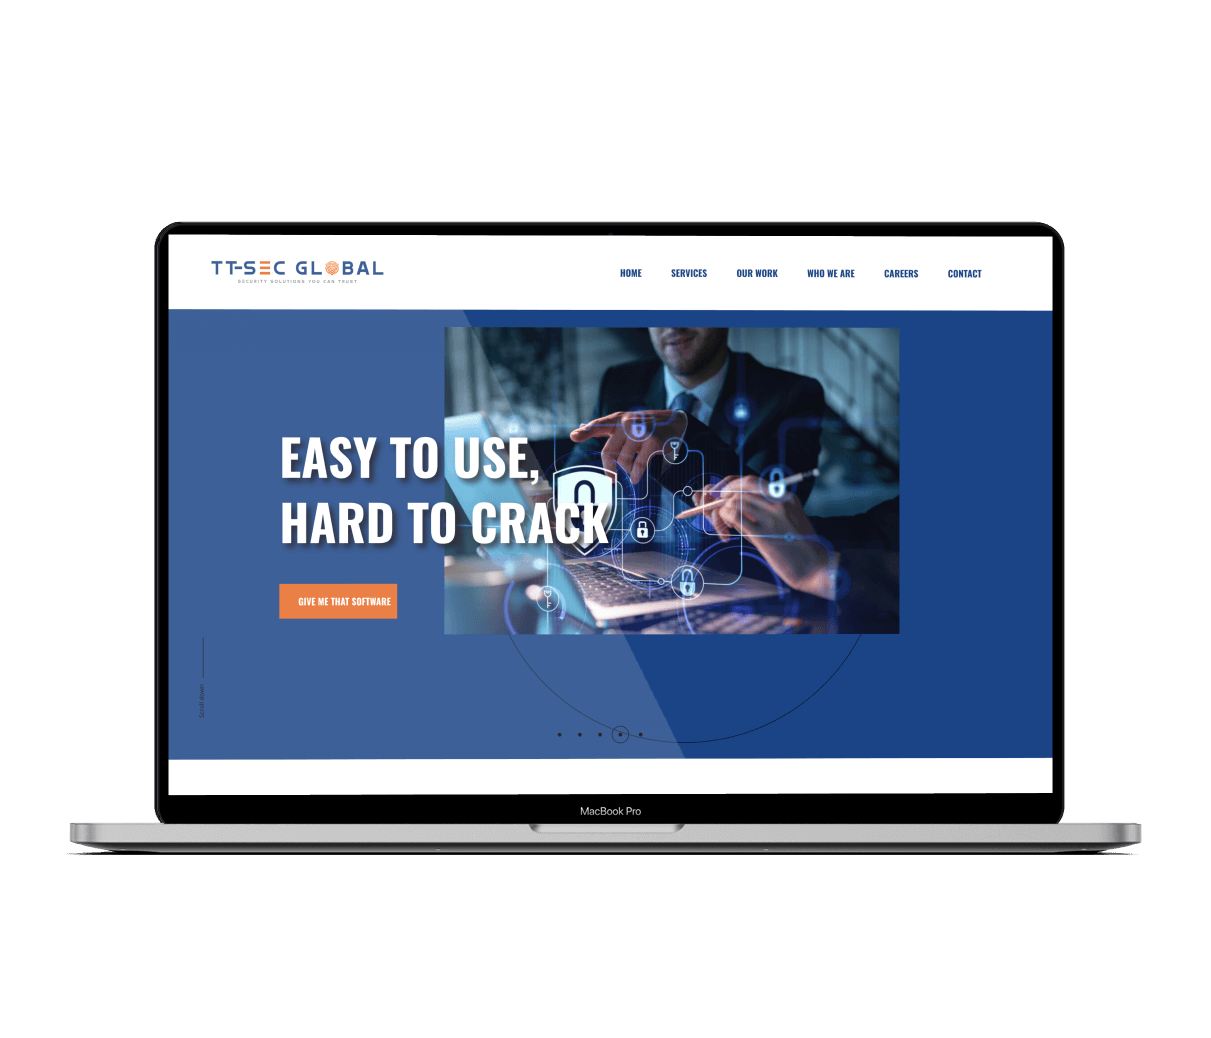 TT-SEC GLOBAL
SECURITY SOLUTIONS YOU CAN TRUST
HOME SERVICES OUR WORK WHO WE ARE CAREERS CONTACT
EASY TO USE,
HARD TO CRACK
GIVE ME THAT SOFTWARE
Scroll down
MacBook Pro